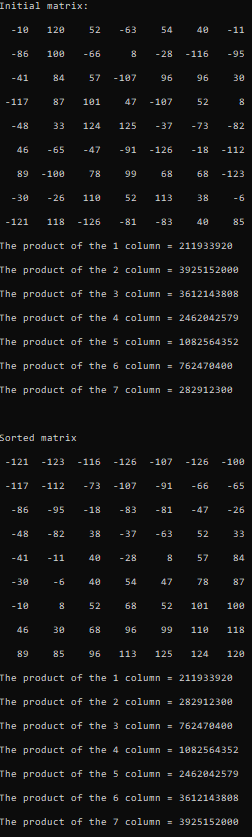 Initial matrix:
-10 120 52 -63 54 40 -11
-86 100 -66 8 -28 -116 -95
-41 84 57 -107 96 96 30
-117 87 101 47 -107 52 8
-48 33 124 125 -37 -73 -82
46 -65 -47 -91 -126 -18 -112
89 -100 78 99 68 68 -123
-30 -26 110 52 113 38 -6
-121 118 -126 -81 -83 40 85
The product of the 1 column = 211933920
The product of the 2 column = 3925152000
The product of the 3 column = 3612143808
The product of the 4 column = 2462042579
The product of the 5 column = 1082564352
The product of the 6 column = 762470400
The product of the 7 column = 282912300
Sorted matrix
-121 -123 -116 -126 -107 -126 -100
-117 -112 -73 -107 -91 -66 -65
-86 -95 -18 -83 -81 -47 -26
-48 -82 38 -37 -63 52 33
-41 -11 40 -28 8 57 84
-30 -6 40 54 47 78 87
-10 8 52 68 52 101 100
46 30 68 96 99 110 118
89 85 96 113 125 124 120
The product of the 1 column = 211933920
The product of the 2 column = 282912300
The product of the 3 column = 762470400
The product of the 4 column = 1082564352
The product of the 5 column = 2462042579
The product of the 6 column = 3612143808
The product of the 7 column = 3925152000